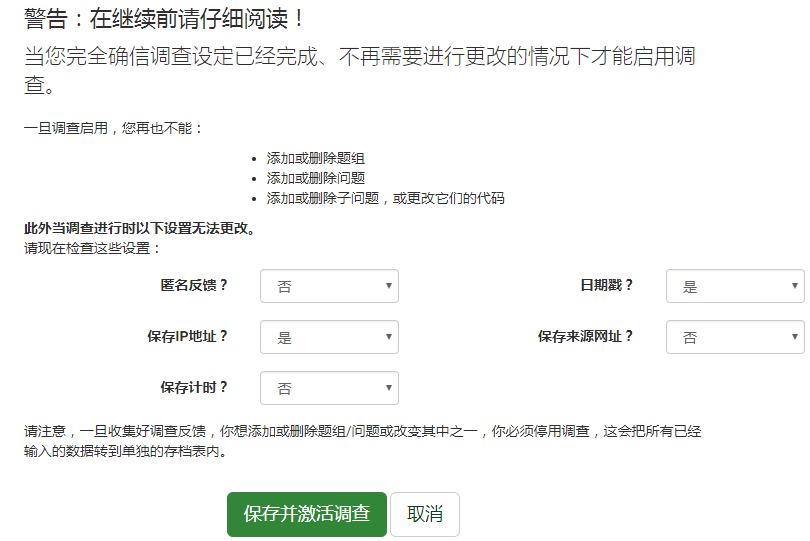 警告：在继续前请仔细阅读！
当您完全确信调查设定已经完成、不再需要进行更改的情况下才能启用调
查。
一旦调查启用，您再也不能：
• 添加或删除题组
• 添加或删除问题
• 添加或删除子问题，或更改它们的代码
此外当调查进行时以下设置无法更改。
请现在检查这些设置：
匿名反馈？ 否 日期戳？ 是
保存IP地址？ 是 保存来源网址？ 否
保存计时？ 否
请注意，一旦收集好调查反馈，你想添加或删除题组/问题或改变其中之一，你必须停用调查，这会把所有已经
输入的数据转到单独的存档表内。
保存并激活调查 取消